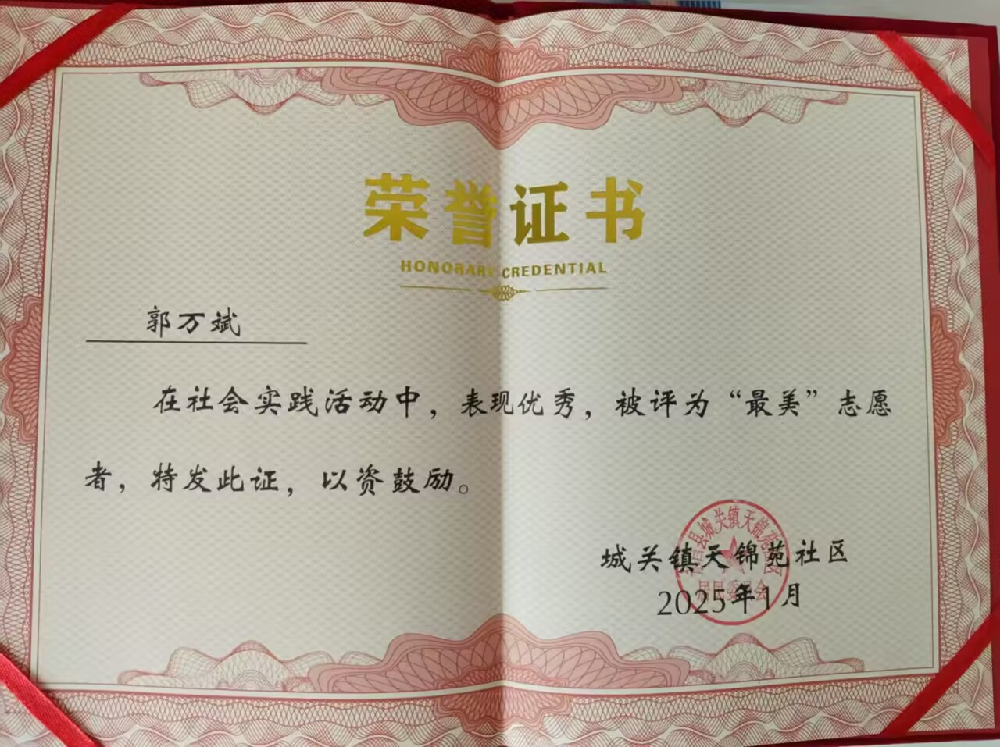 荣誉证书
HONORARY CREDENTIAL
郭万斌
在社会实践活动中，表现优秀，被评为“最美”志愿
者，特发此证，以资鼓励。
城关镇天锦苑社区
2025年1月